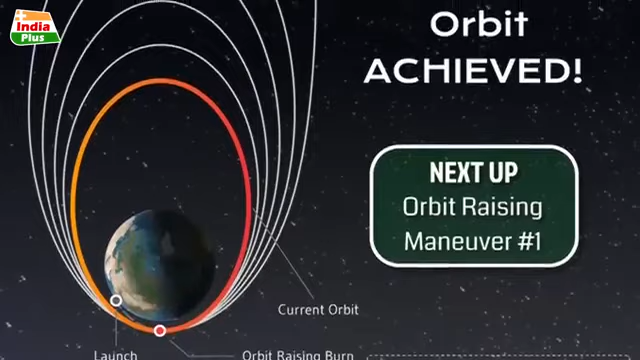 India
Plus
Orbit
ACHIEVED!
NEXT UP
Orbit Raising
Maneuver #1
Current Orbit
Launch
Orbit Raising Burn